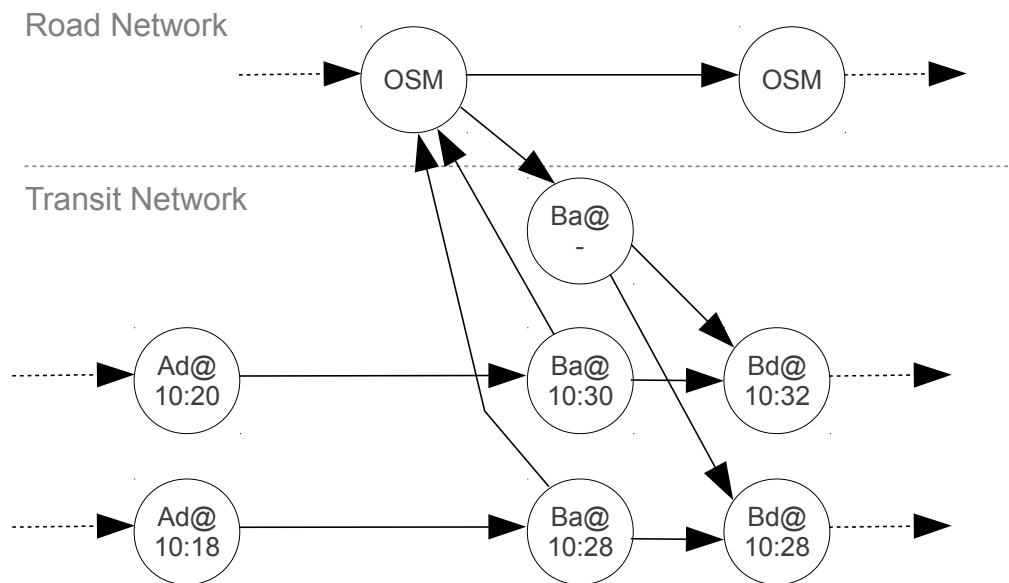 Road Network
OSM
OSM
Transit Network
Ba@
-
Ad@
10:20
Ba@
10:30
Bd@
10:32
Ad@
10:18
Ba@
10:28
Bd@
10:28